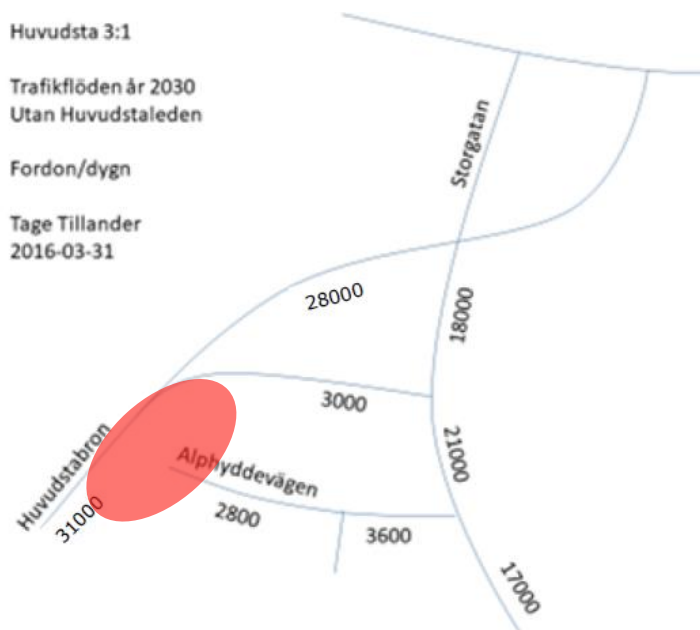 Huvudsta 3:1
Trafikflöden år 2030
Utan Huvudstaleden
Fordon/dygn
Tage Tillander
2016-03-31
Storgatan
28000
18000
3000
21000
Huvudstabron
31000
Alphyddevägen
2800
3600
17000